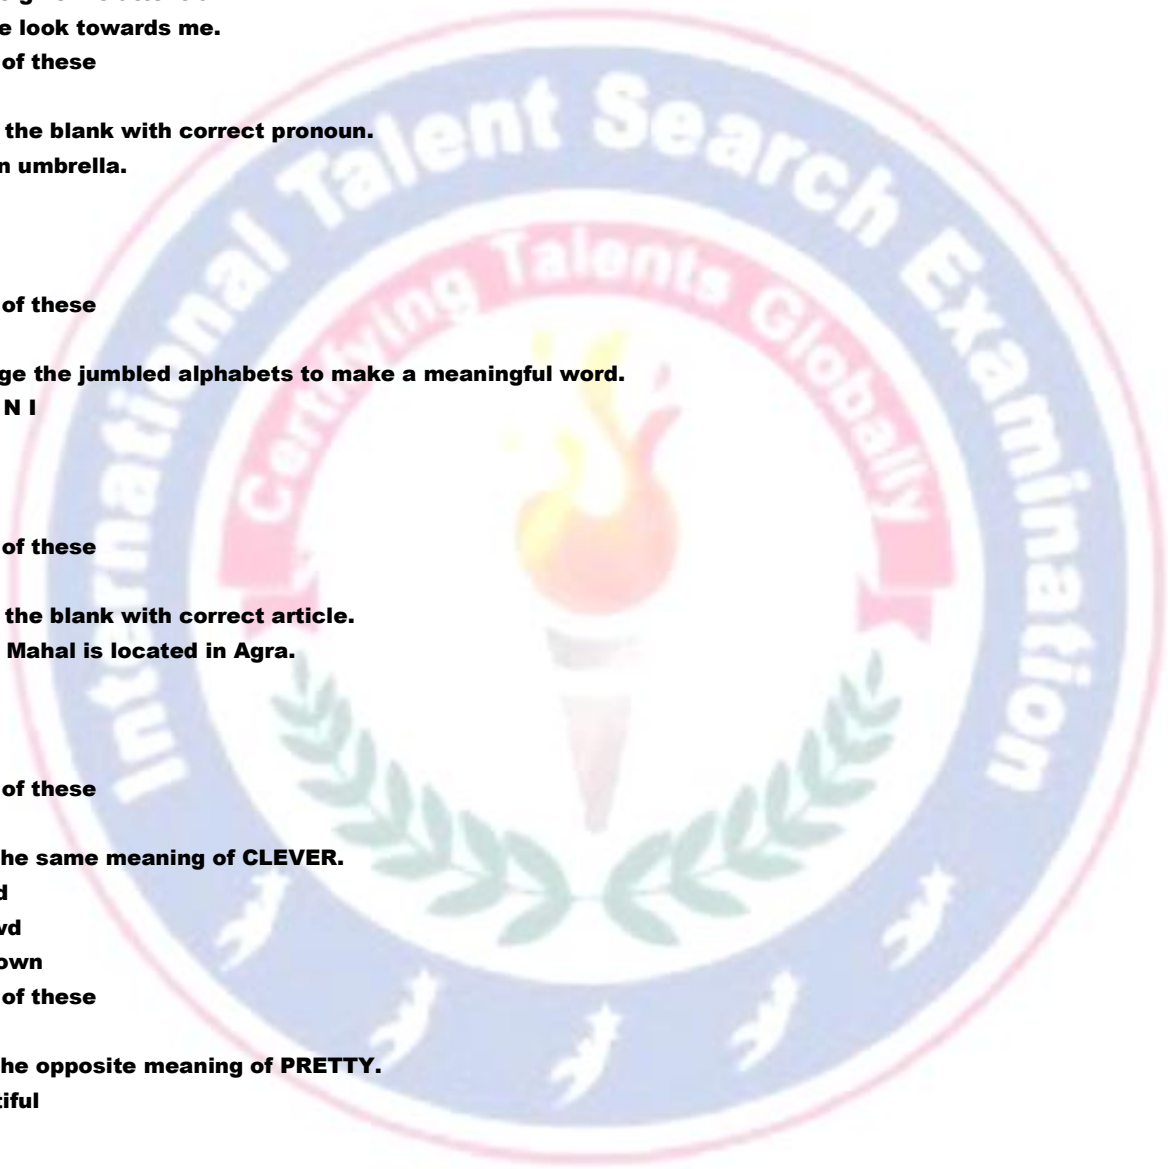 e look towards me.
of these
the blank with correct pronoun.
n umbrella.
of these
ge the jumbled alphabets to make a meaningful word.
N I
of these
the blank with correct article.
Mahal is located in Agra.
of these
he same meaning of CLEVER.
d
vd
own
of these
he opposite meaning of PRETTY.
tiful
International Talent Search Examination
Certifying Talents Globally